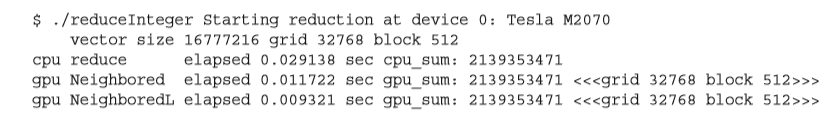 $ ./reduceInteger Starting reduction at device 0: Tesla M2070
vector size 16777216 grid 32768 block 512
cpu reduce elapsed 0.029138 sec cpu_sum: 2139353471
gpu Neighbored elapsed 0.011722 sec gpu_sum: 2139353471 <<<grid 32768 block 512>>>
gpu NeighboredL elapsed 0.009321 sec gpu_sum: 2139353471 <<<grid 32768 block 512>>>